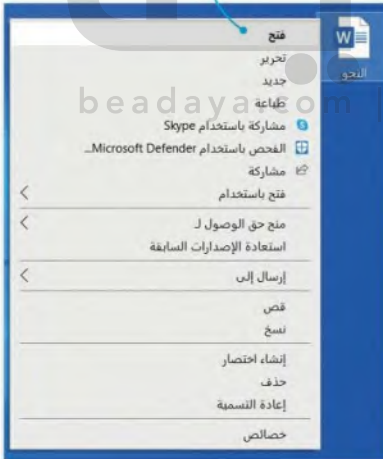 فتح
النحو
تحرير
جديد
طباعة
beadaya.com
مشاركة باستخدام Skype
الفحص باستخدام Microsoft Defender...
مشاركة
فتح باستخدام
منح حق الوصول لـ
استعادة الإصدارات السابقة
إرسال إلى
قص
نسخ
إنشاء اختصار
حذف
إعادة التسمية
خصائص